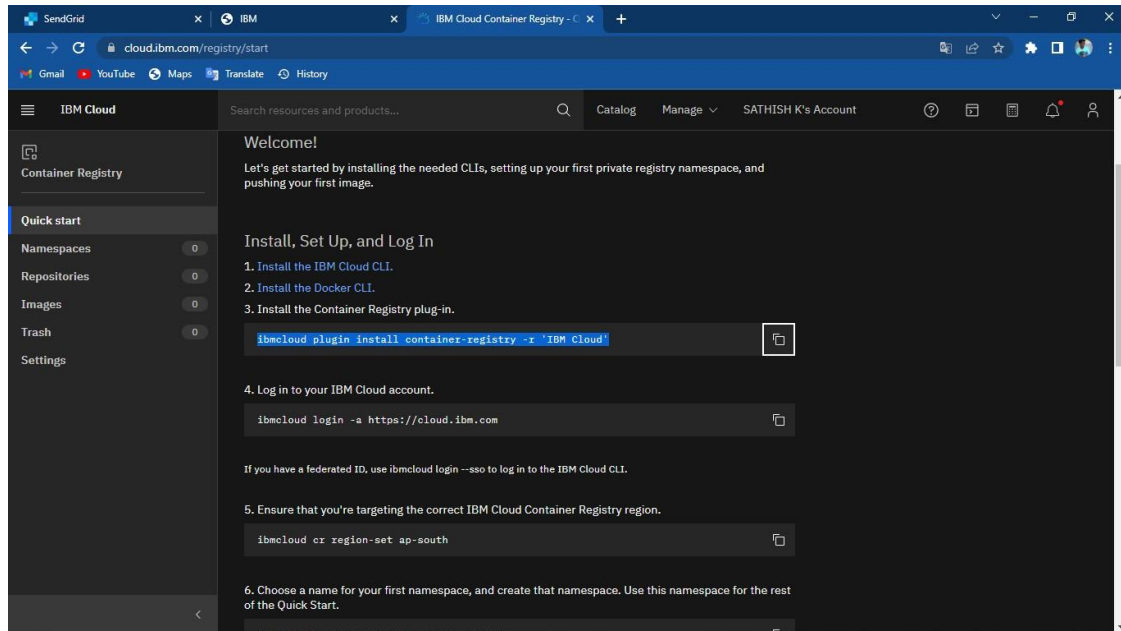 SendGrid
IBM
IBM Cloud Container Registry - C
cloud.ibm.com/registry/start
Gmail
YouTube
Maps
Translate
History
IBM Cloud
Search resources and products...
Catalog
Manage
SATHISH K's Account
Container Registry
Quick start
Namespaces 0
Repositories 0
Images 0
Trash 0
Settings
Welcome!
Let's get started by installing the needed CLIs, setting up your first private registry namespace, and
pushing your first image.
Install, Set Up, and Log In
1. Install the IBM Cloud CLI.
2. Install the Docker CLI.
3. Install the Container Registry plug-in.
ibmcloud plugin install container-registry -r 'IBM Cloud'
4. Log in to your IBM Cloud account.
ibmcloud login -a https://cloud.ibm.com
If you have a federated ID, use ibmcloud login --sso to log in to the IBM Cloud CLI.
5. Ensure that you're targeting the correct IBM Cloud Container Registry region.
ibmcloud cr region-set ap-south
6. Choose a name for your first namespace, and create that namespace. Use this namespace for the rest
of the Quick Start.